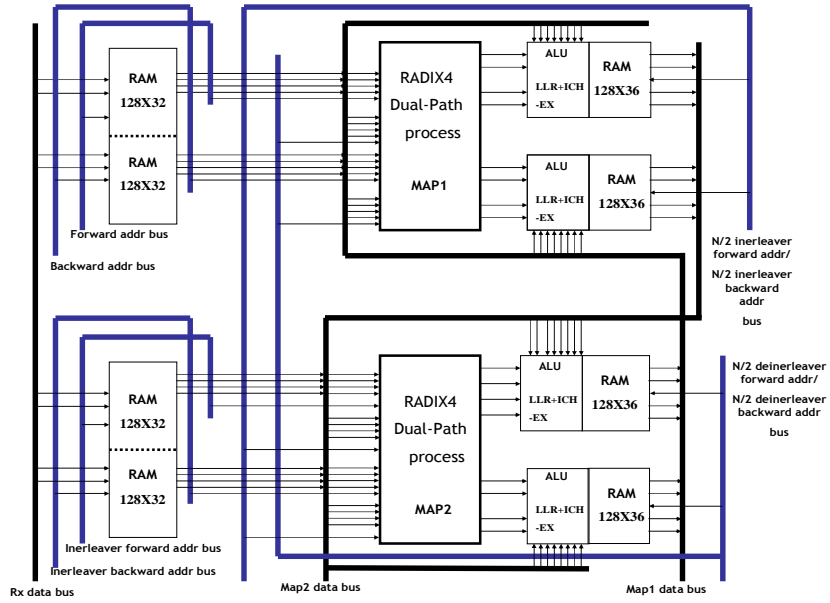 RAM
128X32
RAM
128X32
Forward addr bus
Backward addr bus
RADIX4
Dual-Path
process
MAP1
ALU
LLR+ICH
-EX
RAM
128X36
ALU
LLR+ICH
-EX
RAM
128X36
N/2 inerleaver
forward addr/
N/2 inerleaver
backward
addr
bus
RAM
128X32
RAM
128X32
Inerleaver forward addr bus
Inerleaver backward addr bus
Rx data bus
RADIX4
Dual-Path
process
MAP2
ALU
LLR+ICH
-EX
RAM
128X36
ALU
LLR+ICH
-EX
RAM
128X36
N/2 deinerleaver
forward addr/
N/2 deinerleaver
backward addr
bus
Map2 data bus
Map1 data bus